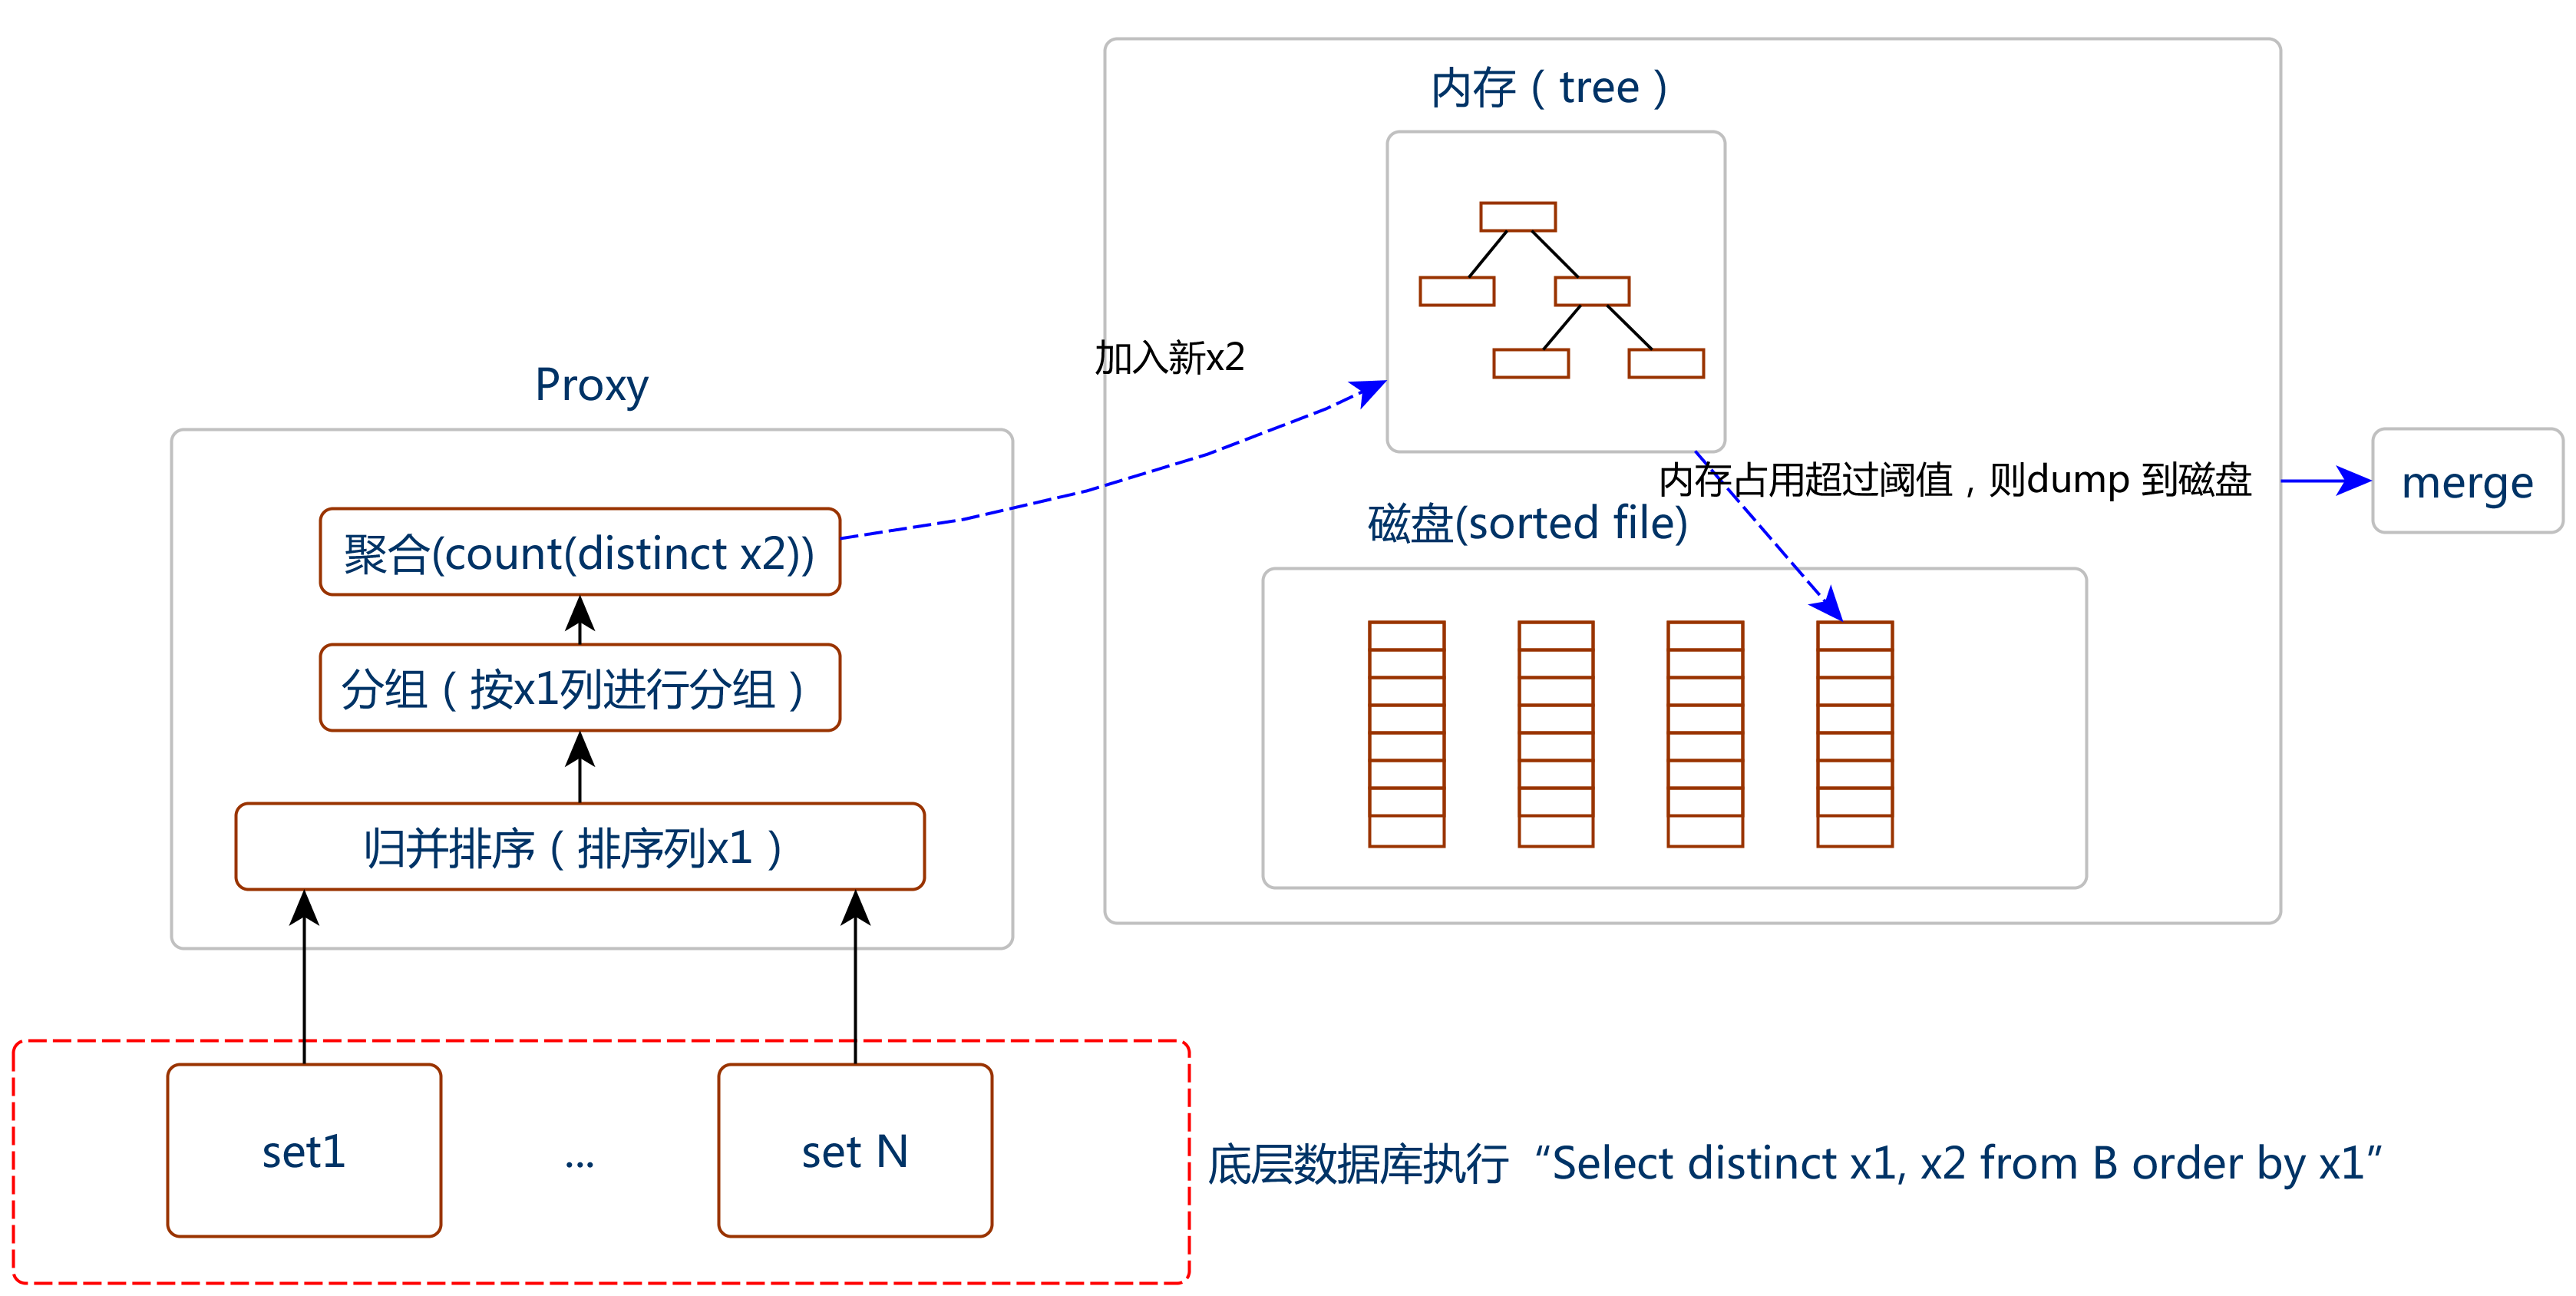 内存（tree）
加入新x2
Proxy
内存占用超过阈值，则dump 到磁盘
merge
磁盘(sorted file)
聚合(count(distinct x2))
分组（按x1列进行分组）
归并排序（排序列x1）
set1
...
set N
底层数据库执行“Select distinct x1, x2 from B order by x1”